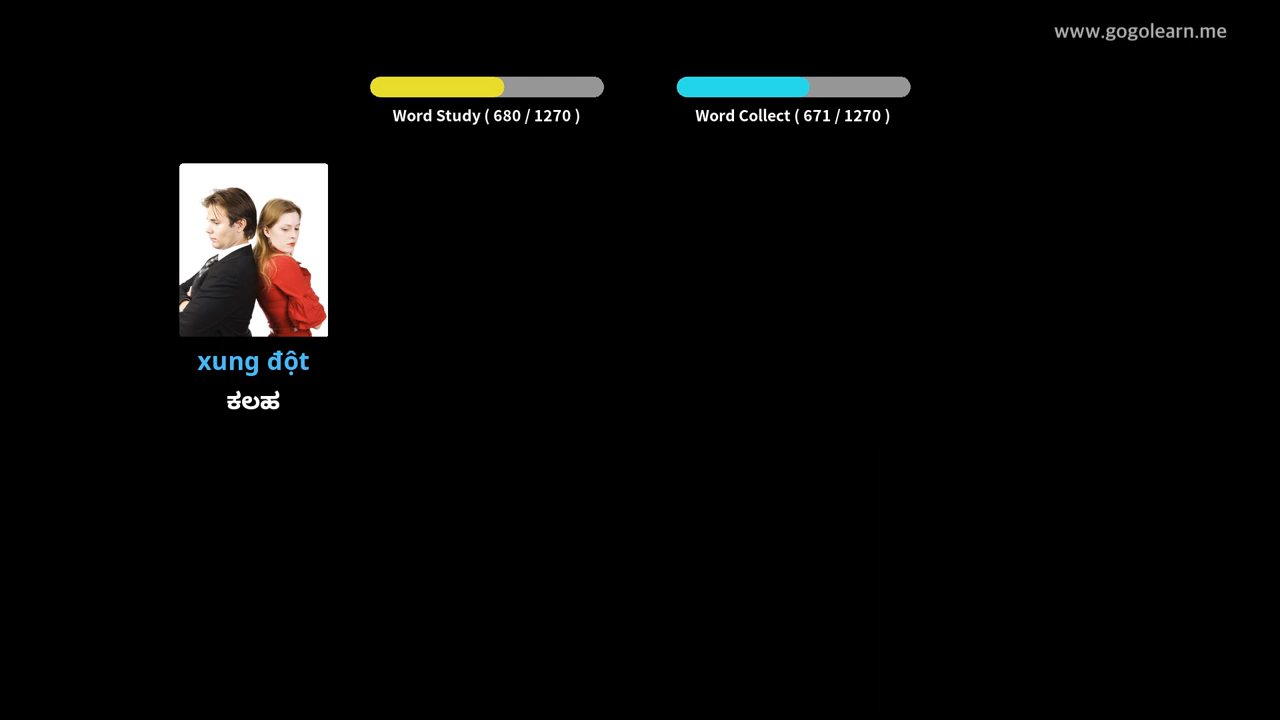 www.gogolearn.me
Word Study ( 680 / 1270 )
Word Collect ( 671 / 1270 )
xung đột
ಕಲಹ